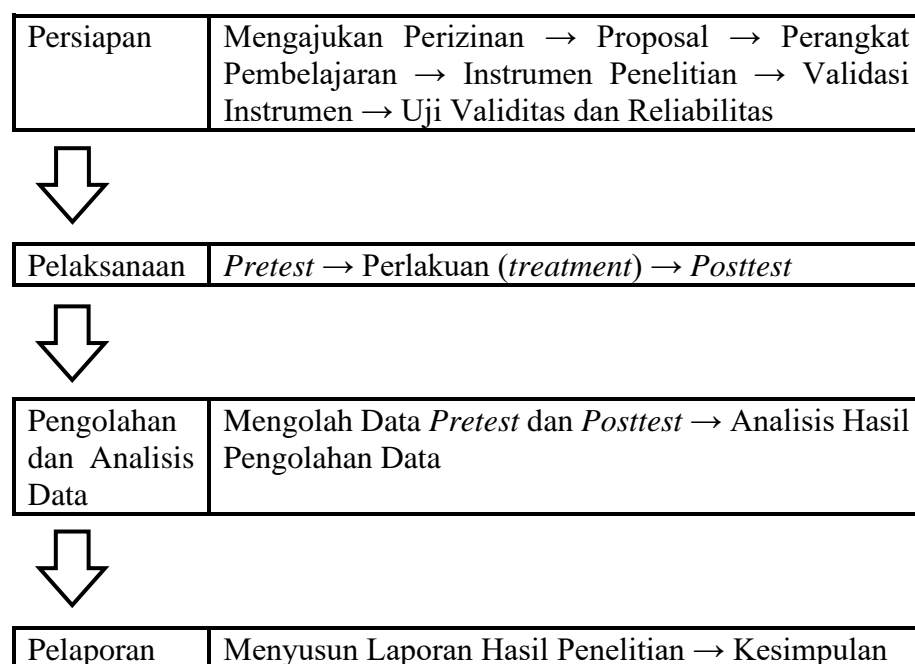 Persiapan Mengajukan Perizinan → Proposal → Perangkat
Pembelajaran → Instrumen Penelitian → Validasi
Instrumen → Uji Validitas dan Reliabilitas
Pelaksanaan Pretest → Perlakuan (treatment) → Posttest
Pengolahan
dan Analisis
Data
Mengolah Data Pretest dan Posttest → Analisis Hasil
Pengolahan Data
Pelaporan Menyusun Laporan Hasil Penelitian → Kesimpulan